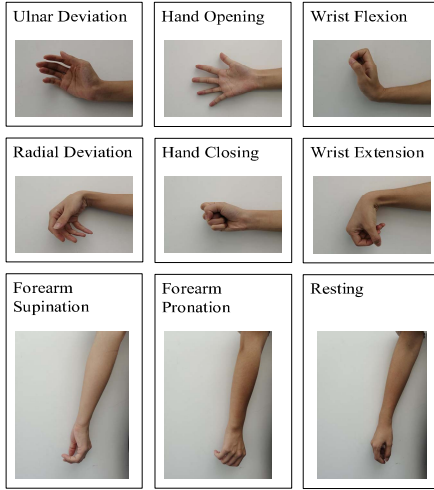 Ulnar Deviation
Hand Opening
Wrist Flexion
Radial Deviation
Hand Closing
Wrist Extension
Forearm
Supination
Forearm
Pronation
Resting